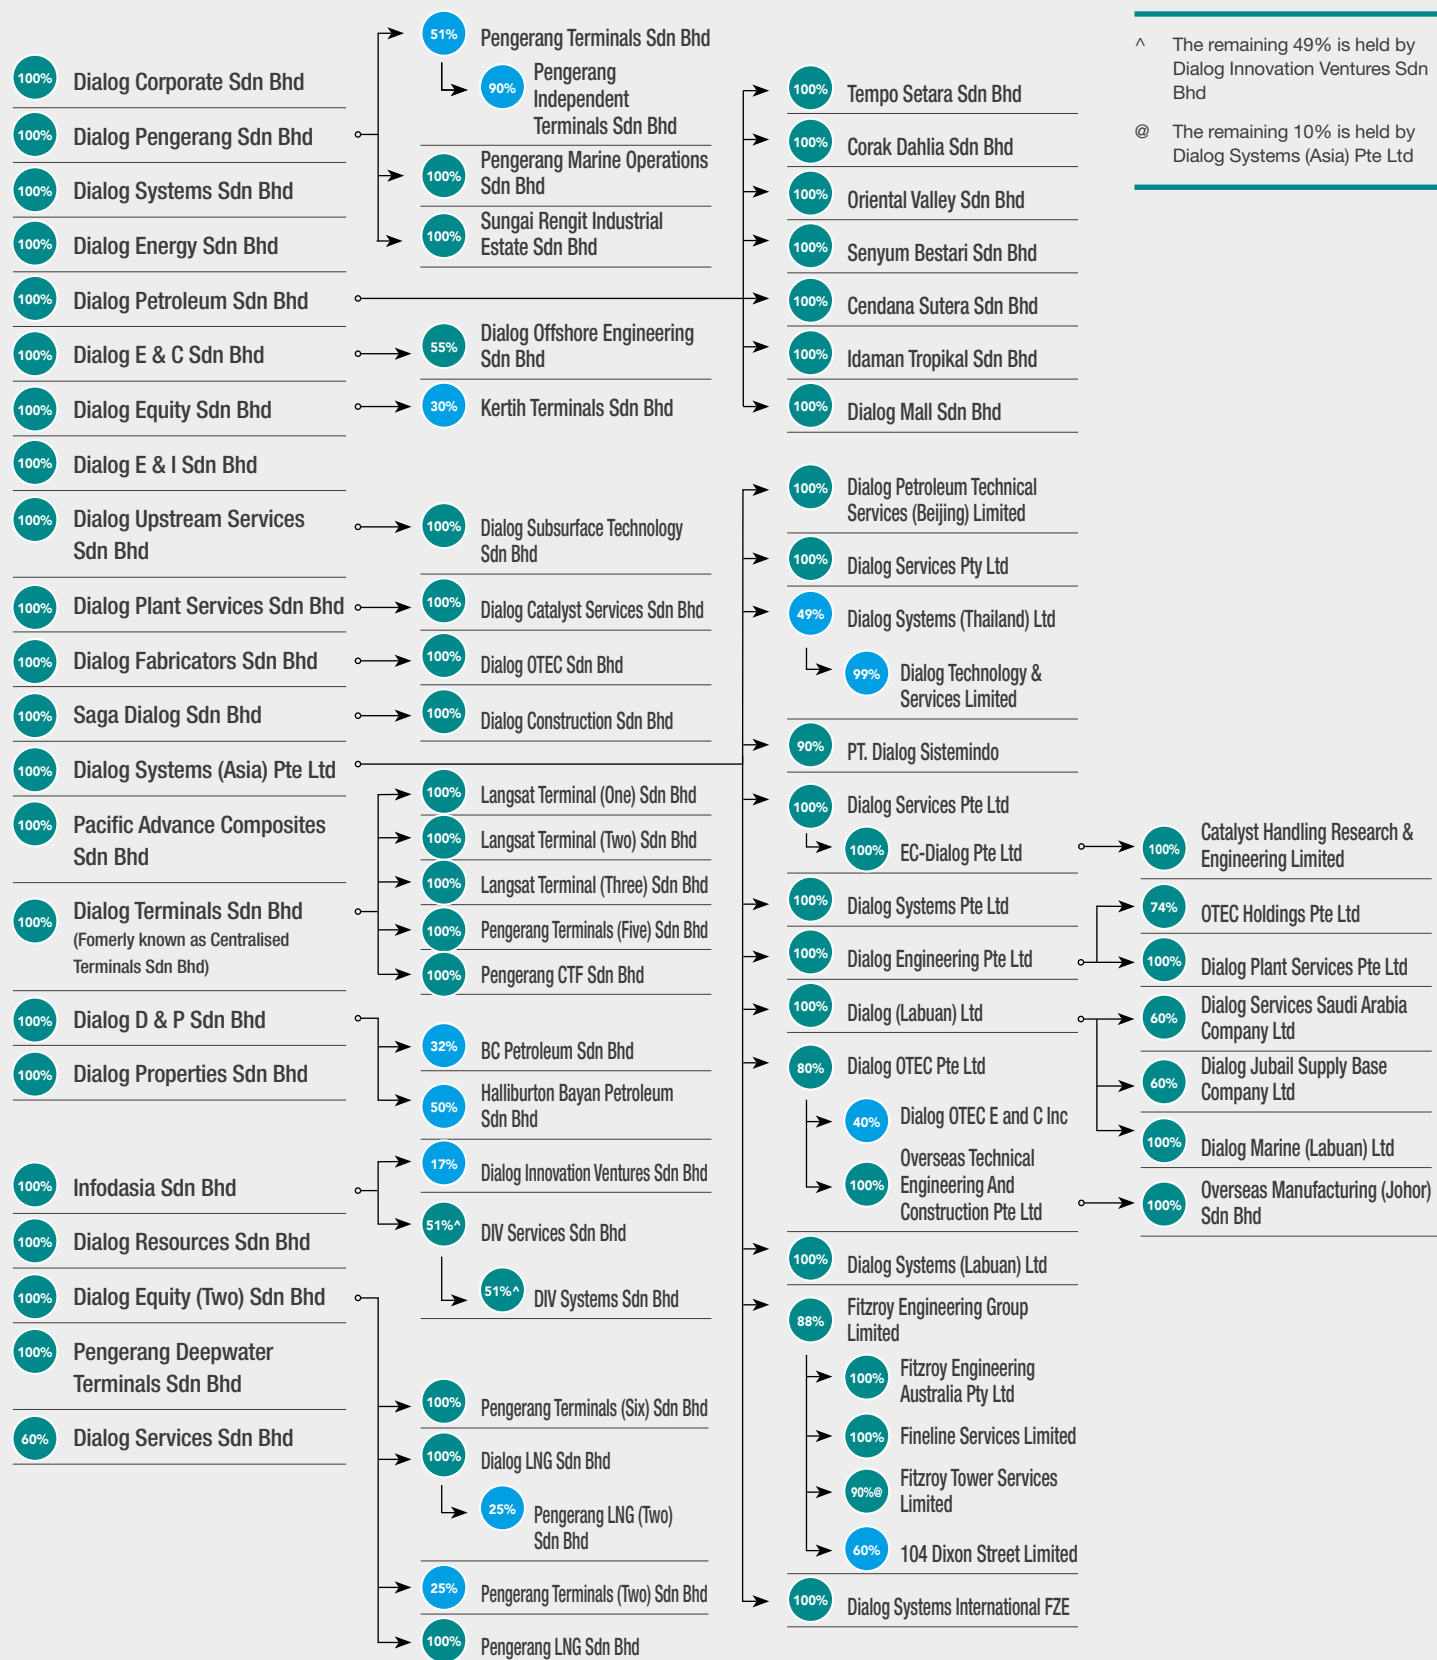 100% Dialog Corporate Sdn Bhd
100% Dialog Pengerang Sdn Bhd
100% Dialog Systems Sdn Bhd
100% Dialog Energy Sdn Bhd
100% Dialog Petroleum Sdn Bhd
100% Dialog E & C Sdn Bhd
100% Dialog Equity Sdn Bhd
100% Dialog E & I Sdn Bhd
100% Dialog Upstream Services
Sdn Bhd
100% Dialog Plant Services Sdn Bhd
100% Dialog Fabricators Sdn Bhd
100% Saga Dialog Sdn Bhd
100% Dialog Systems (Asia) Pte Ltd
100% Pacific Advance Composites
Sdn Bhd
100% Dialog Terminals Sdn Bhd
(Fomerly known as Centralised
Terminals Sdn Bhd)
100% Dialog D & P Sdn Bhd
100% Dialog Properties Sdn Bhd
100% Infodasia Sdn Bhd
100% Dialog Resources Sdn Bhd
100% Dialog Equity (Two) Sdn Bhd
100% Pengerang Deepwater
Terminals Sdn Bhd
60% Dialog Services Sdn Bhd
51% Pengerang Terminals Sdn Bhd
90% Pengerang
Independent
Terminals Sdn Bhd
100% Pengerang Marine Operations
Sdn Bhd
100% Sungai Rengit Industrial
Estate Sdn Bhd
55% Dialog Offshore Engineering
Sdn Bhd
30% Kertih Terminals Sdn Bhd
100% Dialog Subsurface Technology
Sdn Bhd
100% Dialog Catalyst Services Sdn Bhd
100% Dialog OTEC Sdn Bhd
100% Dialog Construction Sdn Bhd
100% Langsat Terminal (One) Sdn Bhd
100% Langsat Terminal (Two) Sdn Bhd
100% Langsat Terminal (Three) Sdn Bhd
100% Pengerang Terminals (Five) Sdn Bhd
100% Pengerang CTF Sdn Bhd
32% BC Petroleum Sdn Bhd
50% Halliburton Bayan Petroleum
Sdn Bhd
17% Dialog Innovation Ventures Sdn Bhd
51%^ DIV Services Sdn Bhd
51%^ DIV Systems Sdn Bhd
100% Pengerang Terminals (Six) Sdn Bhd
100% Dialog LNG Sdn Bhd
25% Pengerang LNG (Two)
Sdn Bhd
25% Pengerang Terminals (Two) Sdn Bhd
100% Pengerang LNG Sdn Bhd
100% Tempo Setara Sdn Bhd
100% Corak Dahlia Sdn Bhd
100% Oriental Valley Sdn Bhd
100% Senyum Bestari Sdn Bhd
100% Cendana Sutera Sdn Bhd
100% Idaman Tropikal Sdn Bhd
100% Dialog Mall Sdn Bhd
100% Dialog Petroleum Technical
Services (Beijing) Limited
100% Dialog Services Pty Ltd
49% Dialog Systems (Thailand) Ltd
99% Dialog Technology &
Services Limited
90% PT. Dialog Sistemindo
100% Dialog Services Pte Ltd
100% EC-Dialog Pte Ltd
100% Dialog Systems Pte Ltd
100% Dialog Engineering Pte Ltd
100% Dialog (Labuan) Ltd
80% Dialog OTEC Pte Ltd
40% Dialog OTEC E and C Inc
100% Overseas Technical
Engineering And
Construction Pte Ltd
100% Dialog Systems (Labuan) Ltd
88% Fitzroy Engineering Group
Limited
100% Fitzroy Engineering
Australia Pty Ltd
100% Fineline Services Limited
90%@ Fitzroy Tower Services
Limited
60% 104 Dixon Street Limited
100% Dialog Systems International FZE
100% Catalyst Handling Research &
Engineering Limited
74% OTEC Holdings Pte Ltd
100% Dialog Plant Services Pte Ltd
60% Dialog Services Saudi Arabia
Company Ltd
60% Dialog Jubail Supply Base
Company Ltd
100% Dialog Marine (Labuan) Ltd
100% Overseas Manufacturing (Johor)
Sdn Bhd
^ The remaining 49% is held by
Dialog Innovation Ventures Sdn
Bhd
@ The remaining 10% is held by
Dialog Systems (Asia) Pte Ltd